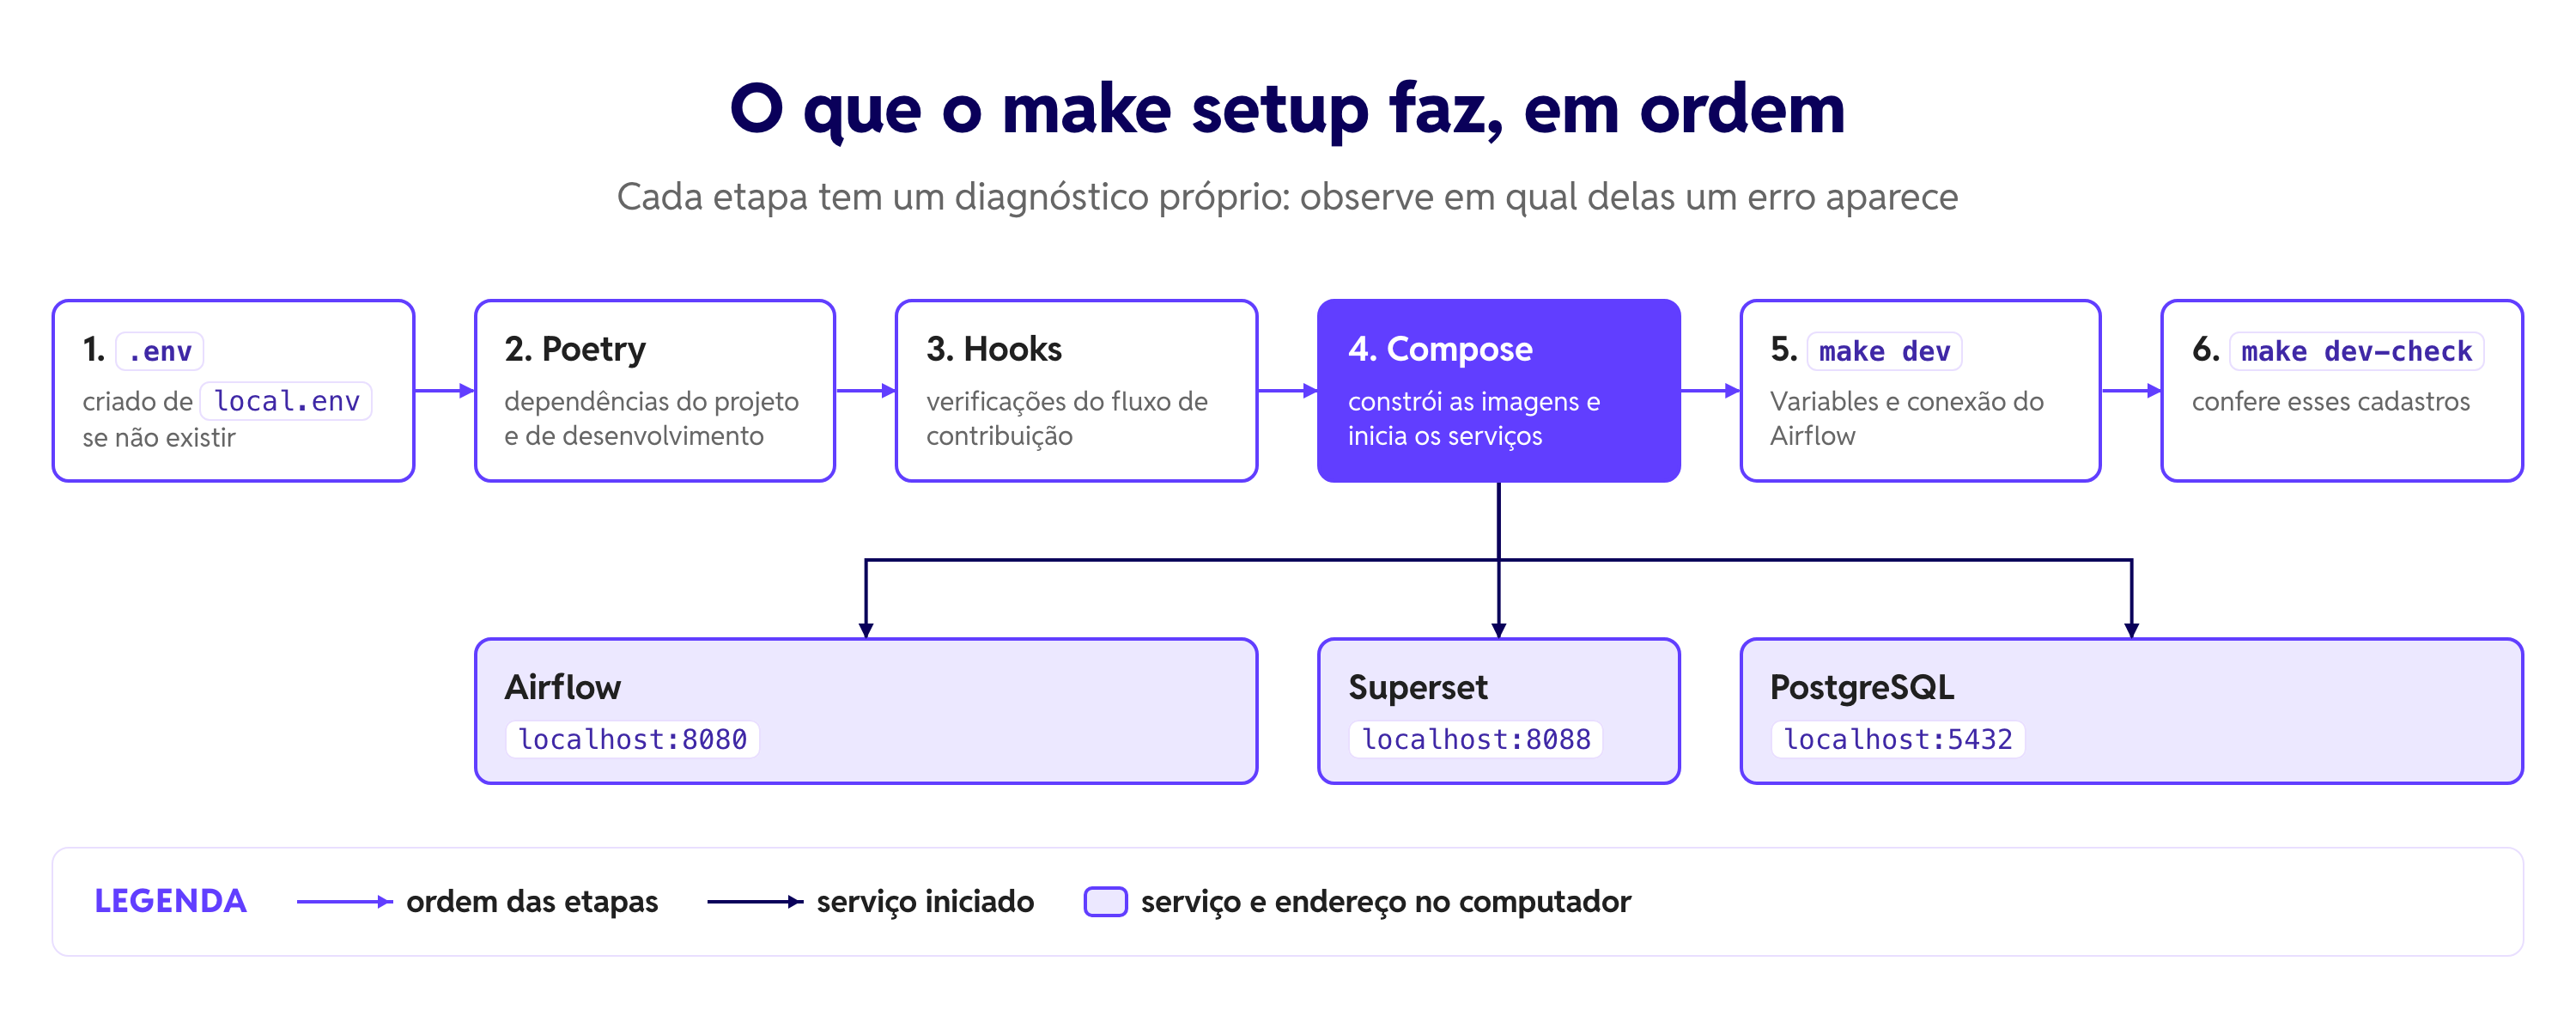 O que o make setup faz, em ordem
Cada etapa tem um diagnóstico próprio: observe em qual delas um erro aparece
1. .env
criado de local.env
se não existir
2. Poetry
dependências do projeto
e de desenvolvimento
3. Hooks
verificações do fluxo de
contribuição
4. Compose
constrói as imagens e
inicia os serviços
5. make dev
Variables e conexão do
Airflow
6. make dev-check
confere esses cadastros
Airflow
localhost:8080
Superset
localhost:8088
PostgreSQL
localhost:5432
LEGENDA
ordem das etapas
serviço iniciado
serviço e endereço no computador